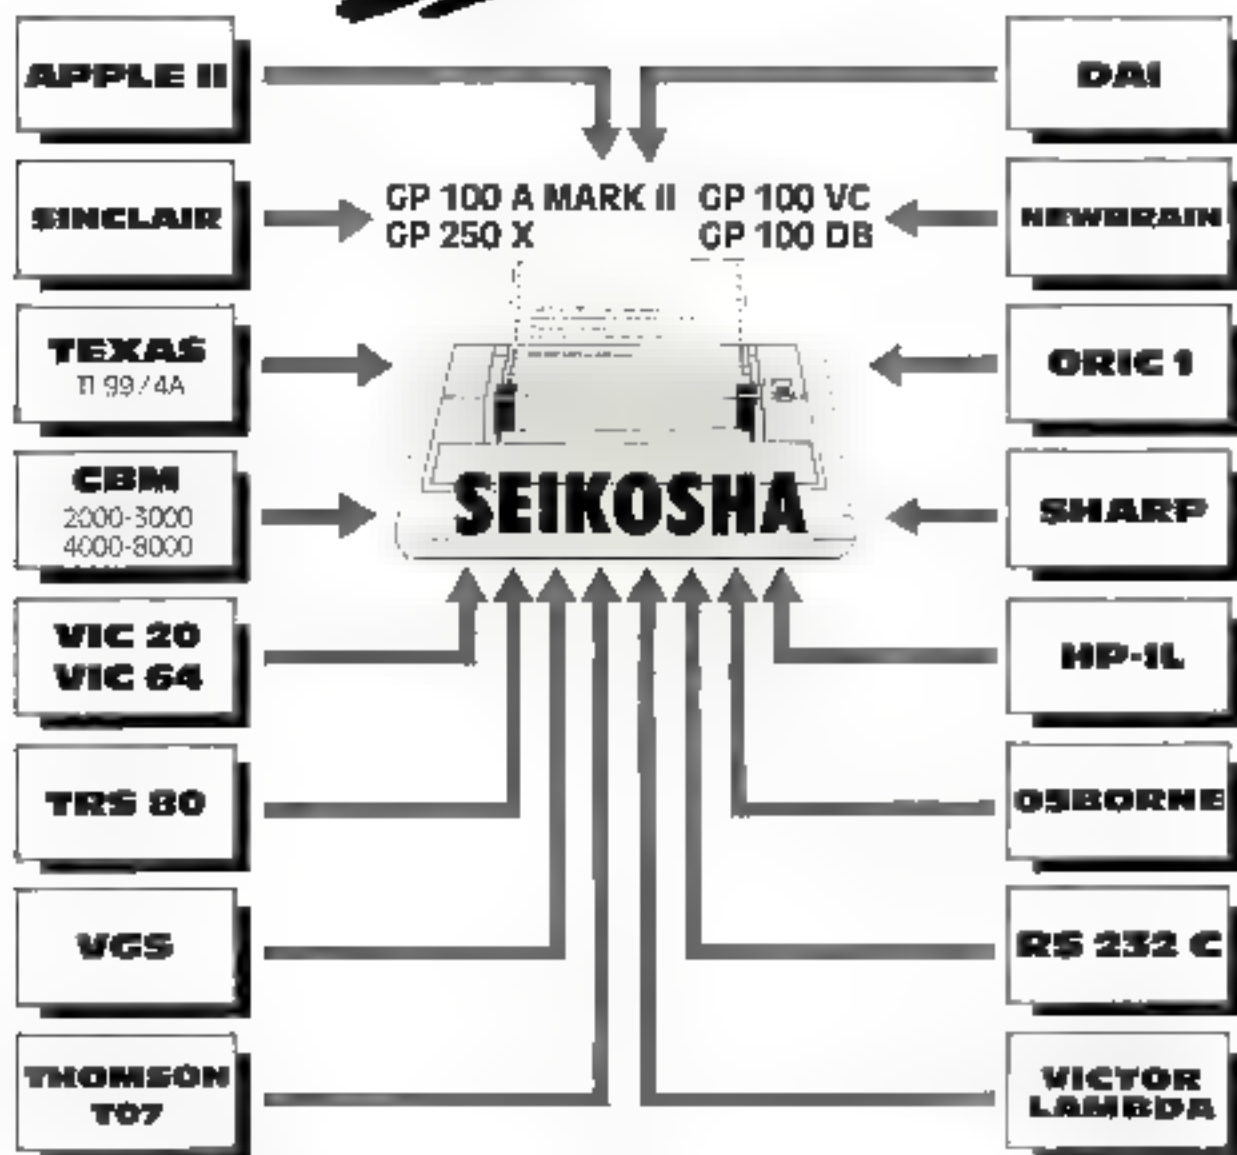 APPLE II
SINCLAIR
TEXAS
TI 99/4A
CBM
2000-3000
4000-8000
VIC 20
VIC 64
TRS 80
VGS
THOMSON
TO7
GP 100 A MARK II GP 100 VC
GP 250 X GP 100 DB
SEIKOSHA
DAI
NEWBRAIN
ORIC 1
SHARP
HP-IL
OSBORNE
RS 232 C
VICTOR
LAMBDA